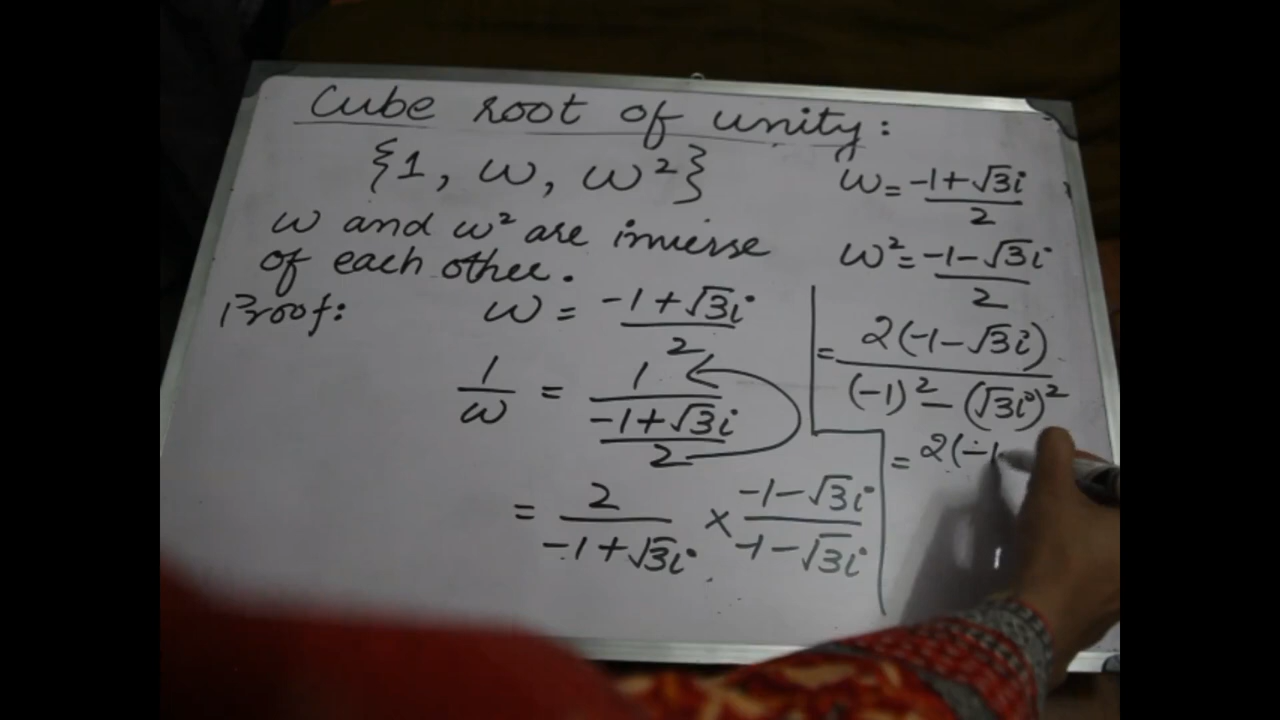 Cube root of unity:
{1, ω, ω²}
ω = (-1+√3i)/2
ω² = (-1-√3i)/2
ω and ω² are inverse
of each other.
Proof: ω = (-1+√3i)/2
1/ω = 1/((-1+√3i)/2)
= 2/(-1+√3i) × (-1-√3i)/(-1-√3i)
= 2(-1-√3i)/((-1)² - (√3i)²)
= 2(-1